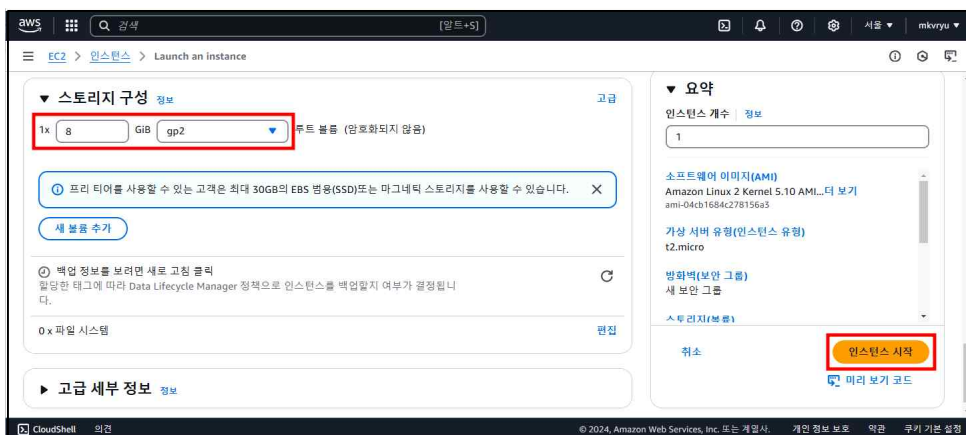 aws
검색
[알트+S]
서울 ▼
mkvryu ▼
EC2 > 인스턴스 > Launch an instance
▼ 스토리지 구성 정보
고급
1x 8 GiB gp2 루트 볼륨 (암호화되지 않음)
프리 티어를 사용할 수 있는 고객은 최대 30GB의 EBS 범용(SSD)또는 마그네틱 스토리지를 사용할 수 있습니다.
새 볼륨 추가
백업 정보를 보려면 새로 고침 클릭
할당한 태그에 따라 Data Lifecycle Manager 정책으로 인스턴스를 백업할지 여부가 결정됩니
다.
0 x 파일 시스템
편집
▶ 고급 세부 정보 정보
▼ 요약
인스턴스 개수 정보
1
소프트웨어 이미지(AMI)
Amazon Linux 2 Kernel 5.10 AMI...더 보기
ami-04cb1684c278156a3
가상 서버 유형(인스턴스 유형)
t2.micro
방화벽(보안 그룹)
새 보안 그룹
스토리지(볼륨)
취소
인스턴스 시작
미리 보기 코드
CloudShell
의견
© 2024, Amazon Web Services, Inc. 또는 계열사.
개인 정보 보호
약관
쿠키 기본 설정